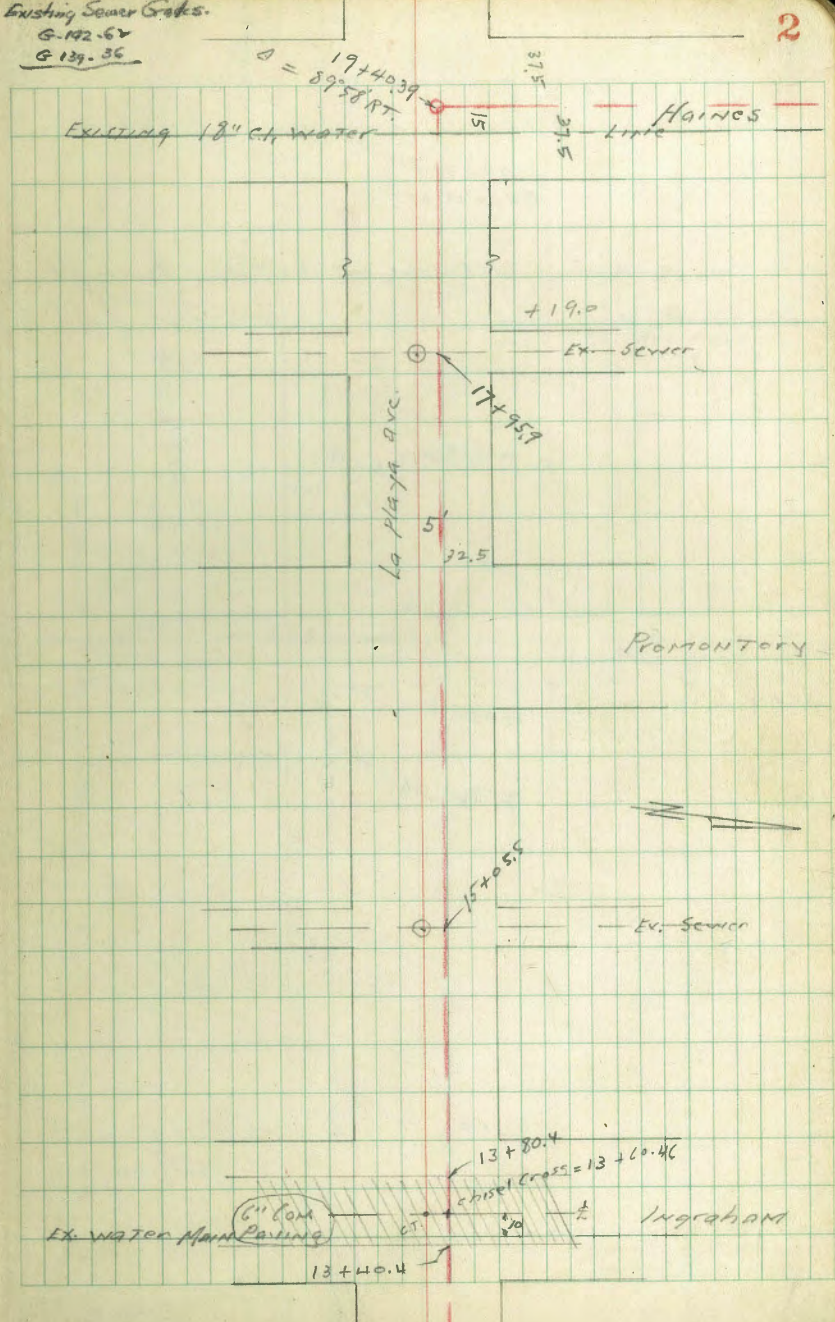 Existing Sewer
G-192-62
G 139-36
2
Δ = 19+40.39
89°58' RT.
37.5
15
37.5
Haines
Existing 18" C.I. Water Line
+19.0
Ex. Sewer
17+95.9
La Playa ave.
5'
32.5
Promontory
15+05.5
Ex. Sewer
13+80.4
chisel cross = 13+60.46
6" Con
Paving
10
Ingraham
Ex. Water Main
13+40.4